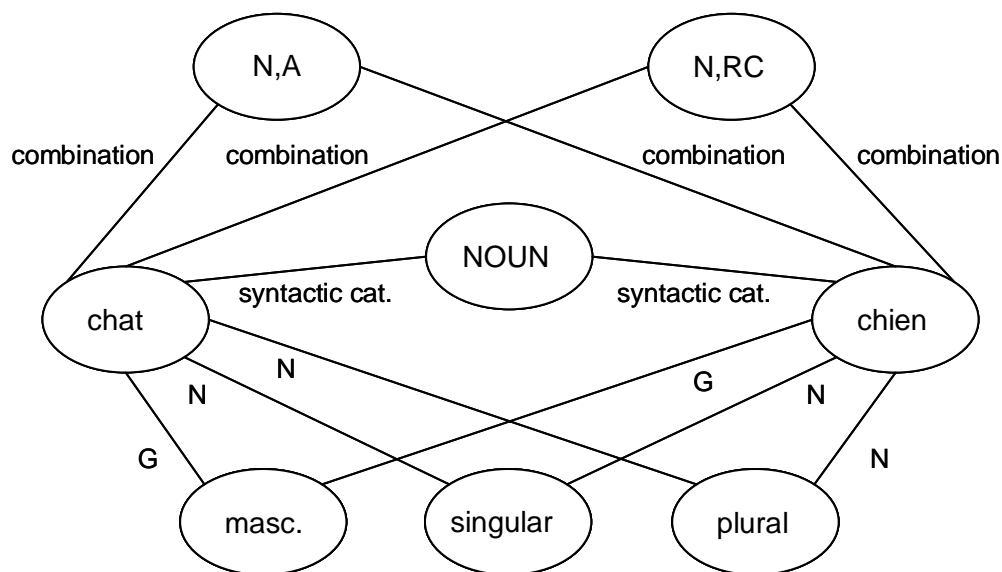 N,A
N,RC
combination
combination
combination
combination
NOUN
syntactic cat.
syntactic cat.
chat
chien
N
N
G
N
G
N
masc.
singular
plural